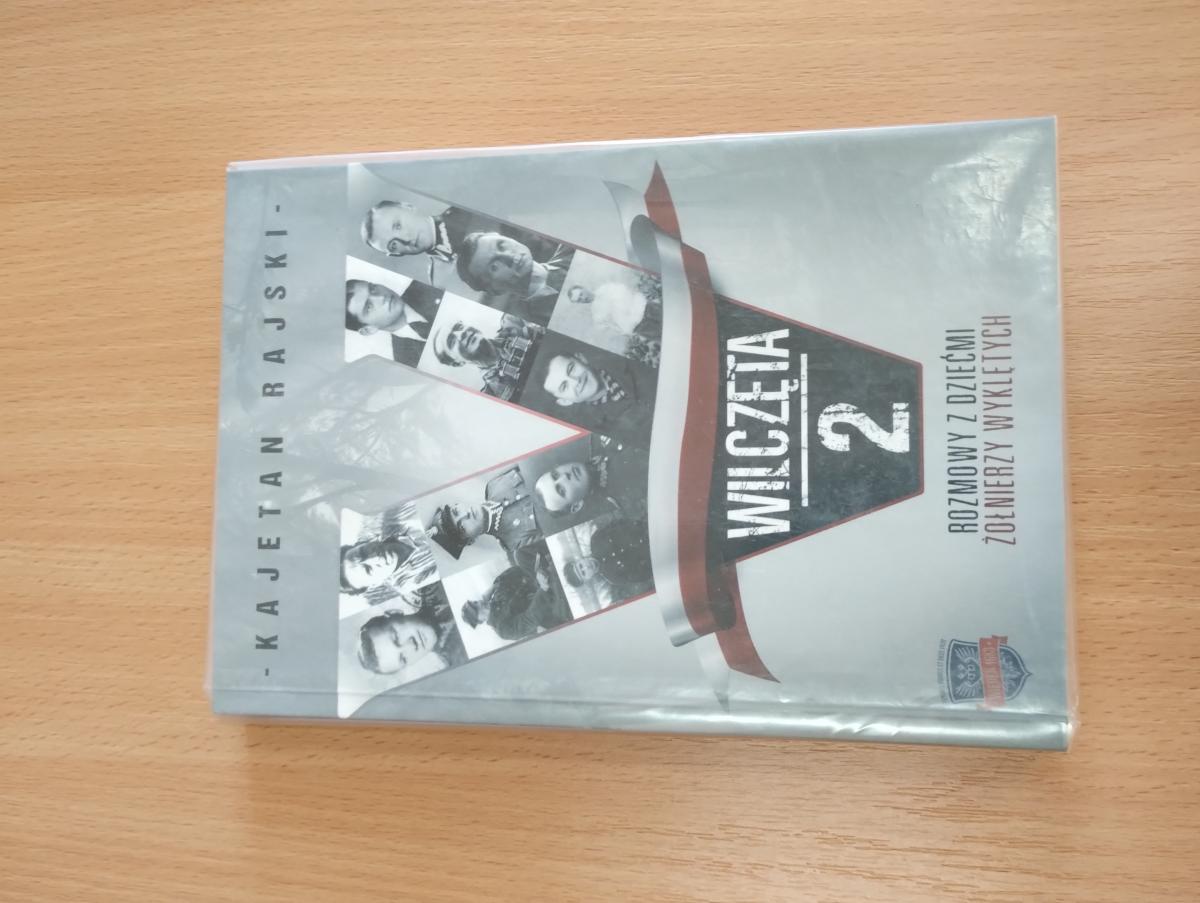 - KAJETAN RAJSKI -
WILCZĘTA
2.
ROZMOWY Z DZIEĆMI
ŻOŁNIERZY WYKLĘTYCH